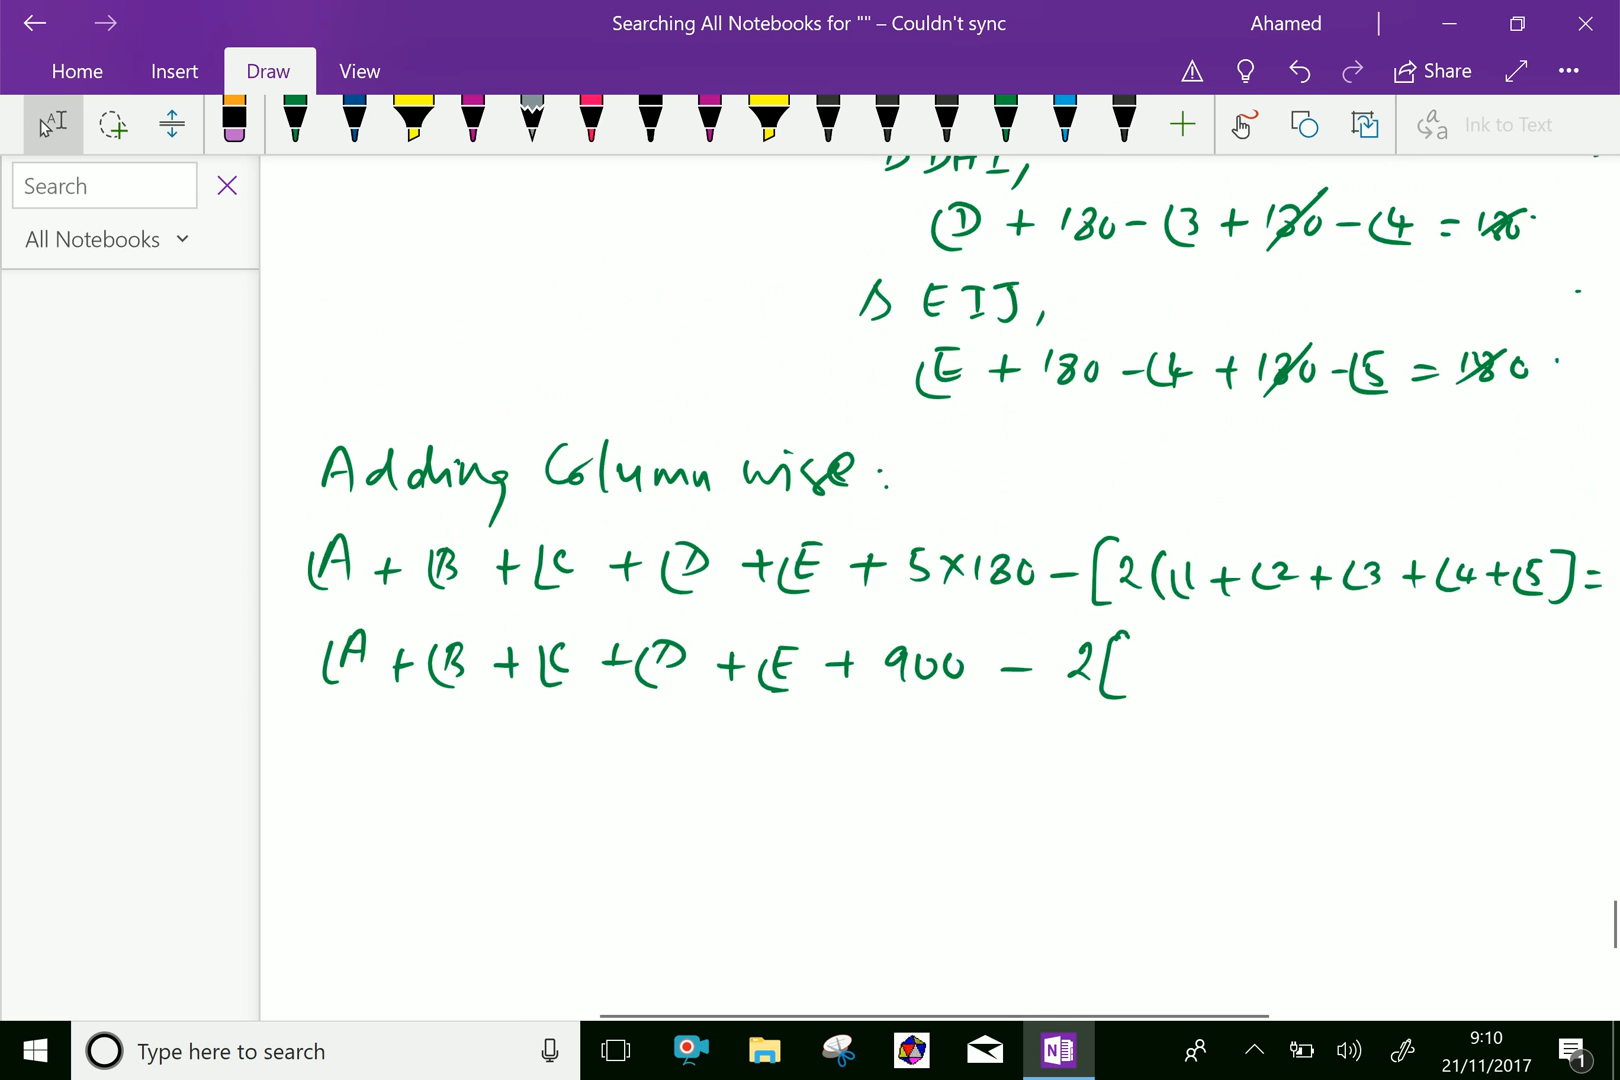 Searching All Notebooks for "" – Couldn't sync
Ahamed
Home Insert Draw View
Share
Ink to Text
Search
All Notebooks
Δ DHI,
∠D + 180 - ∠3 + 180 - ∠4 = 180
Δ EIJ,
∠E + 180 - ∠4 + 180 - ∠5 = 180
Adding Column wise :
∠A + ∠B + ∠C + ∠D + ∠E + 5×180 - [2(∠1 + ∠2 + ∠3 + ∠4 + ∠5] =
∠A + ∠B + ∠C + ∠D + ∠E + 900 - 2[
Type here to search
9:10
21/11/2017
1